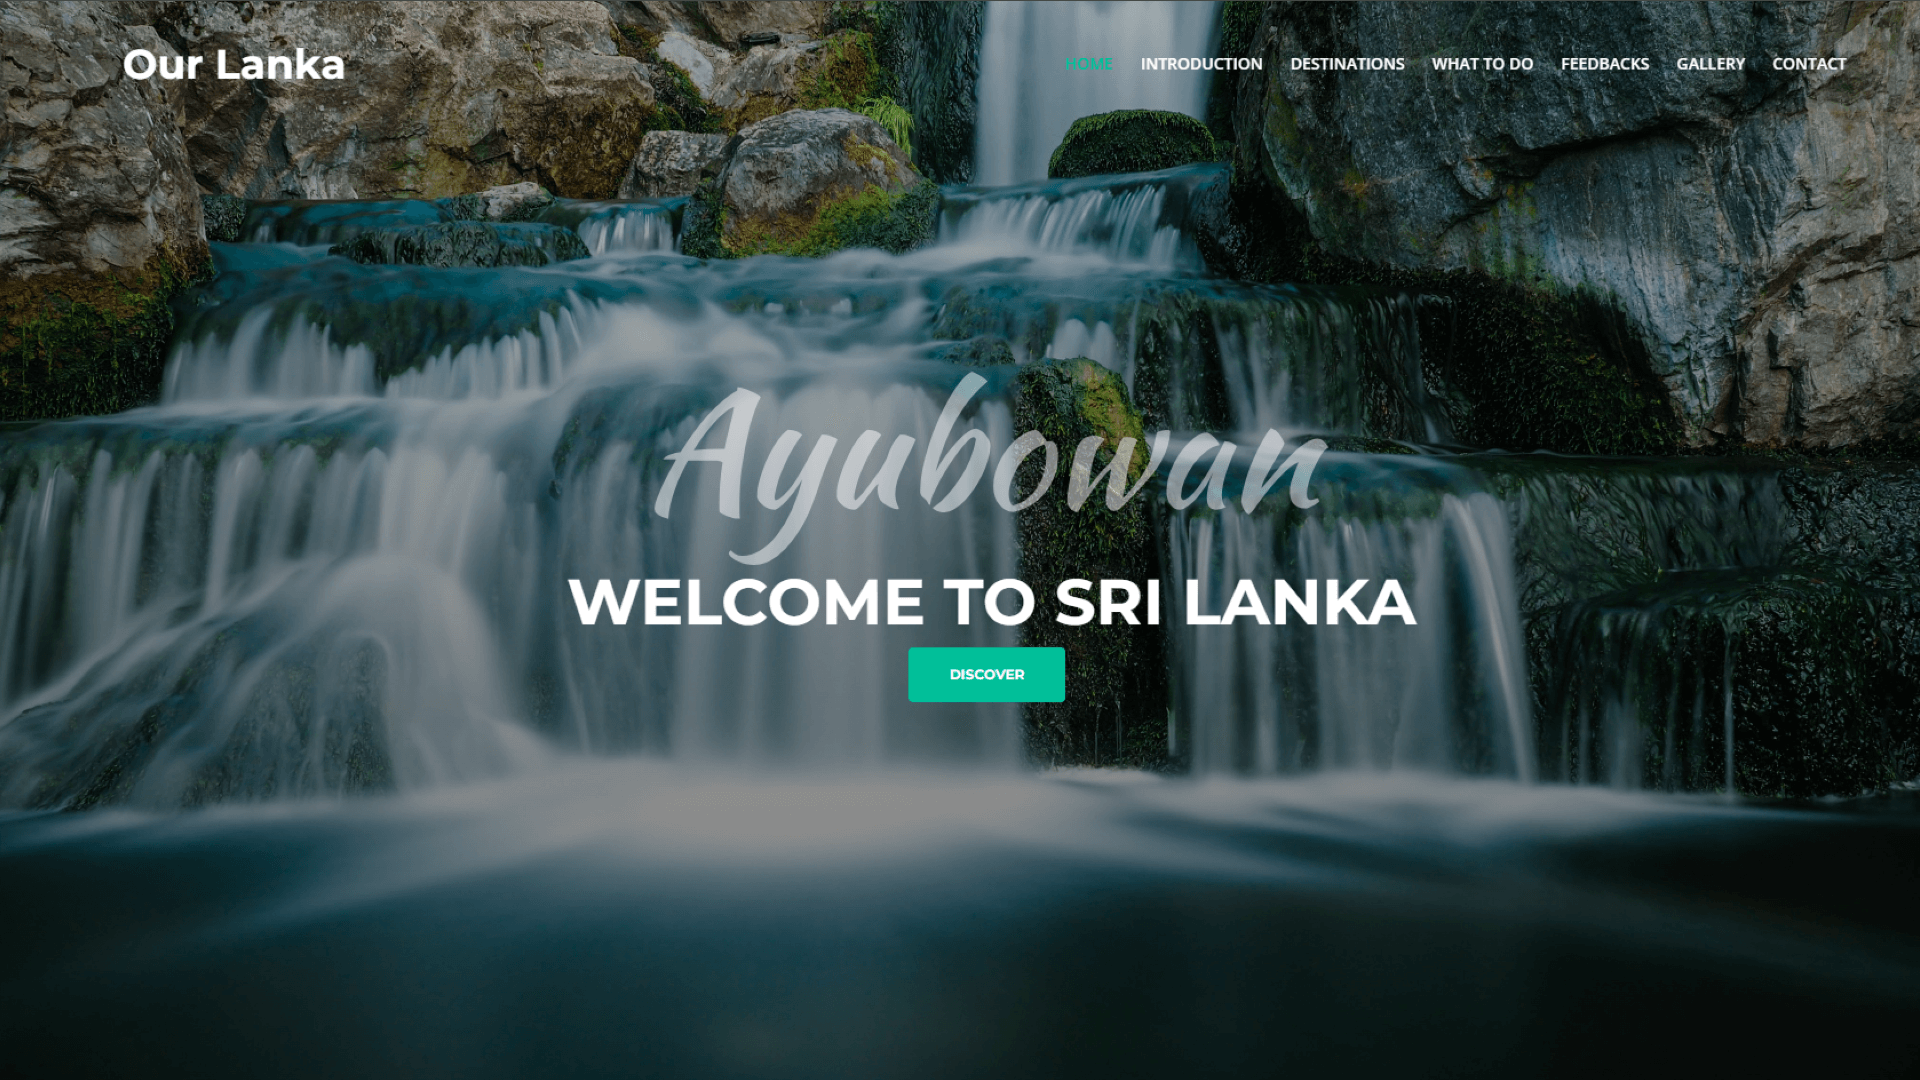 Our Lanka
HOME INTRODUCTION DESTINATIONS WHAT TO DO FEEDBACKS GALLERY CONTACT
Ayubowan
WELCOME TO SRI LANKA
DISCOVER